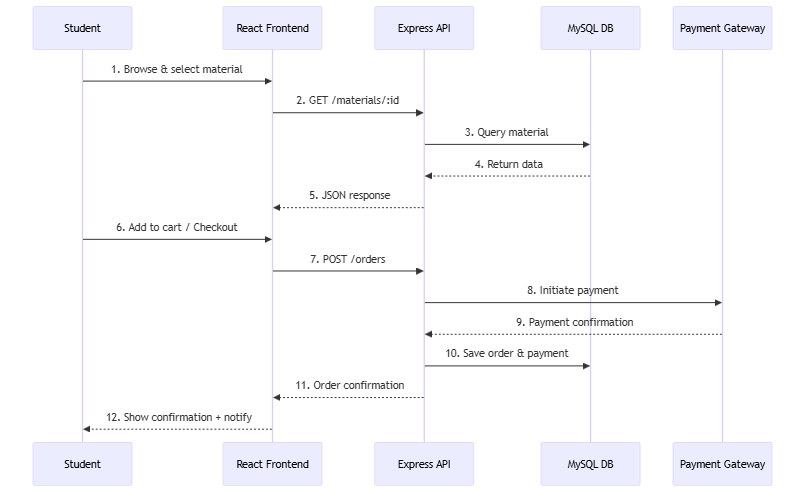 Student
React Frontend
Express API
MySQL DB
Payment Gateway
1. Browse & select material
2. GET /materials/:id
3. Query material
4. Return data
5. JSON response
6. Add to cart / Checkout
7. POST /orders
8. Initiate payment
9. Payment confirmation
10. Save order & payment
11. Order confirmation
12. Show confirmation + notify
Student
React Frontend
Express API
MySQL DB
Payment Gateway